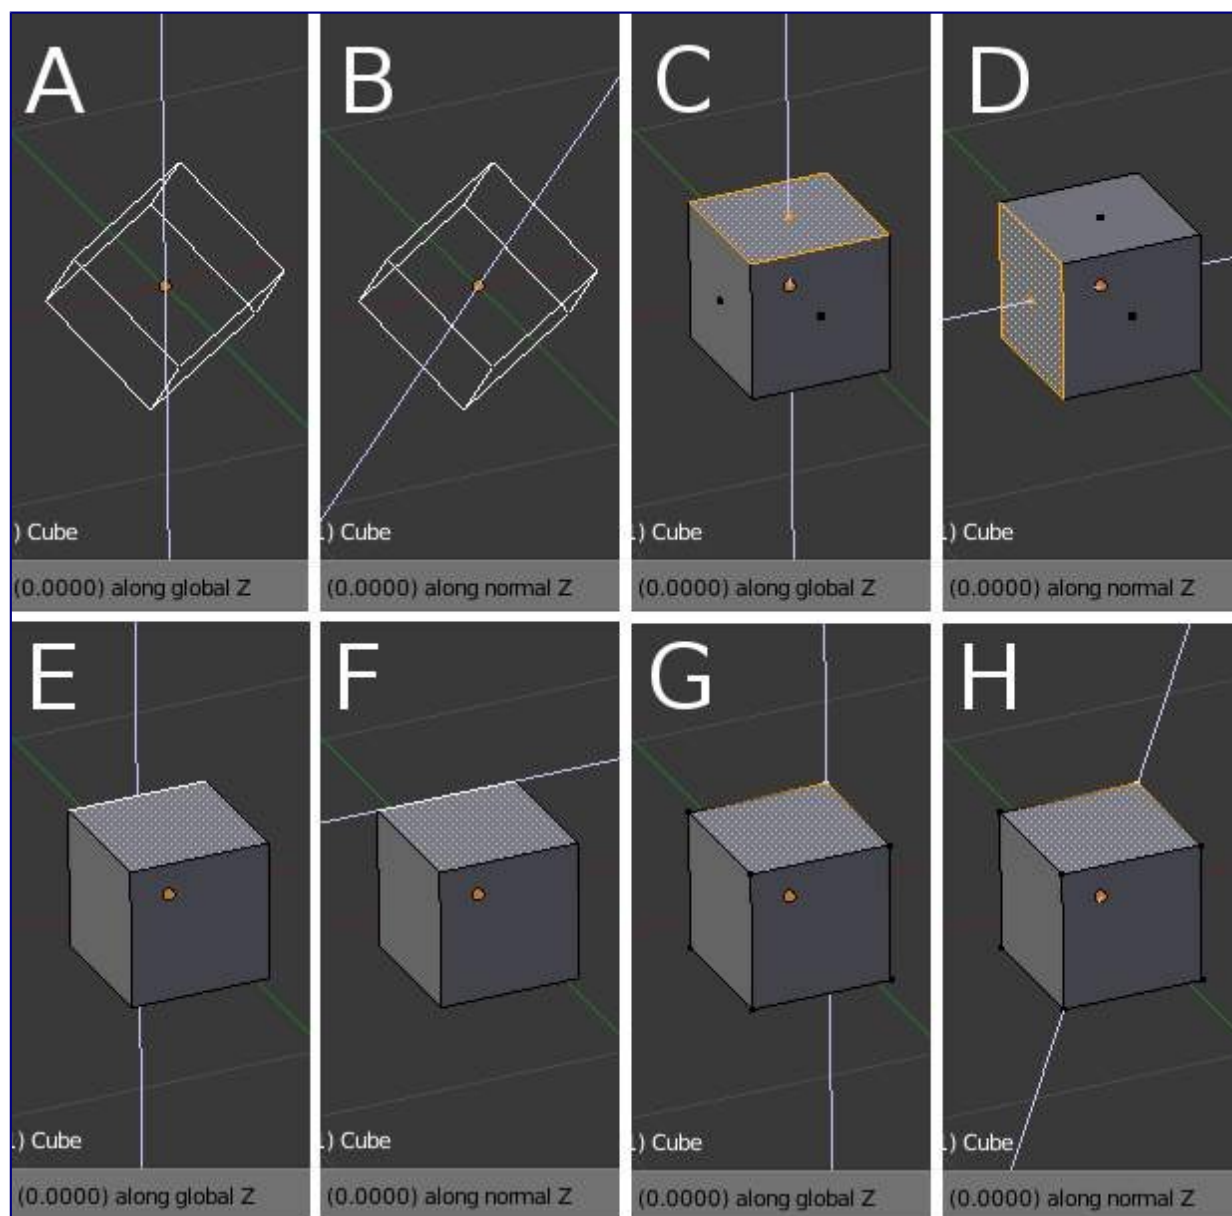 A B C D
) Cube .) Cube .) Cube .) Cube
(0.0000) along global Z (0.0000) along normal Z (0.0000) along global Z (0.0000) along normal Z
E F G H
.) Cube .) Cube .) Cube .) Cube
(0.0000) along global Z (0.0000) along normal Z (0.0000) along global Z (0.0000) along normal Z